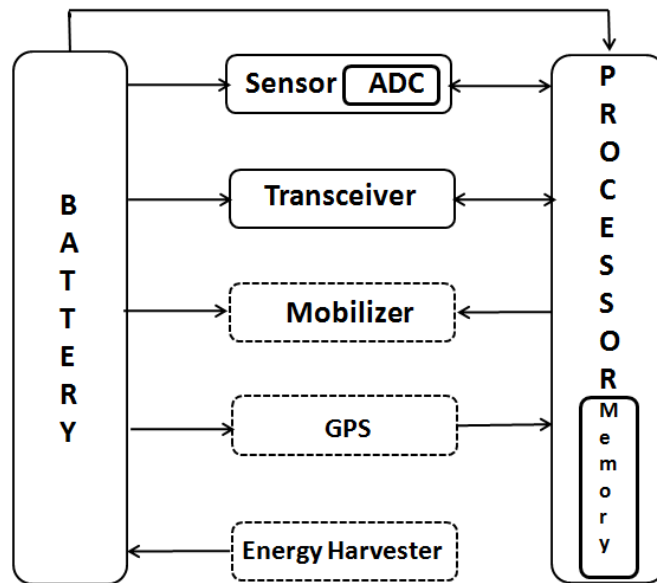 BATTERY
Sensor ADC
Transceiver
Mobilizer
GPS
Energy Harvester
PROCESSOR
Memory